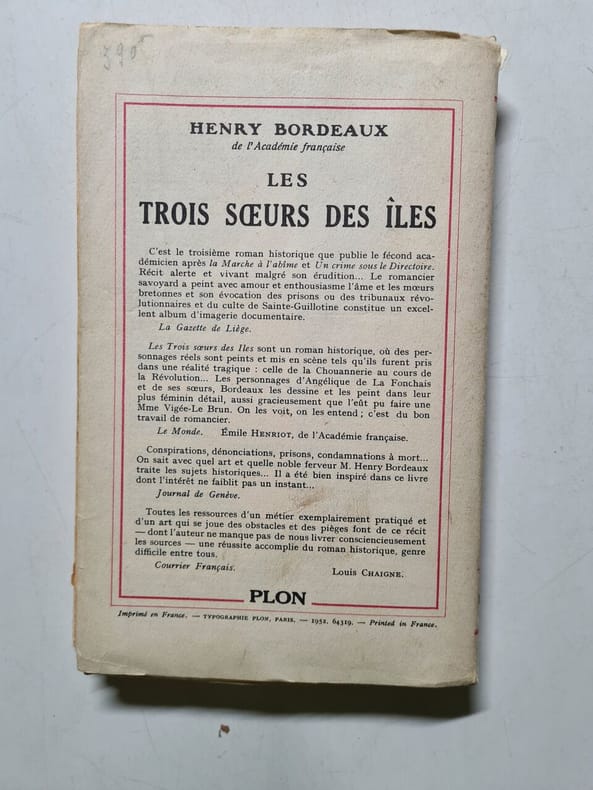 390ˢ
HENRY BORDEAUX
de l'Académie française
LES
TROIS SŒURS DES ÎLES
C'est le troisième roman historique que publie le fécond aca-
démicien après la Marche à l'abîme et Un crime sous le Directoire.
Récit alerte et vivant malgré son érudition... Le romancier
savoyard a peint avec amour et enthousiasme l'âme et les mœurs
bretonnes et son évocation des prisons ou des tribunaux révo-
lutionnaires et du culte de Sainte-Guillotine constitue un excel-
lent album d'imagerie documentaire.
La Gazette de Liège.
Les Trois sœurs des Iles sont un roman historique, où des per-
sonnages réels sont peints et mis en scène tels qu'ils furent pris
dans une réalité tragique : celle de la Chouannerie au cours de
la Révolution... Les personnages d'Angélique de La Fonchais
et de ses sœurs, Bordeaux les dessine et les peint dans leur
plus féminin détail, aussi gracieusement que l'eût pu faire une
Mme Vigée-Le Brun. On les voit, on les entend ; c'est du bon
travail de romancier.
Le Monde. Émile HENRIOT, de l'Académie française.
Conspirations, dénonciations, prisons, condamnations à mort...
On sait avec quel art et quelle noble ferveur M. Henry Bordeaux
traite les sujets historiques... Il a été bien inspiré dans ce livre
dont l'intérêt ne faiblit pas un instant...
Journal de Genève.
Toutes les ressources d'un métier exemplairement pratiqué et
d'un art qui se joue des obstacles et des pièges font de ce récit
— dont l'auteur ne manque pas de nous livrer consciencieusement
les sources — une réussite accomplie du roman historique, genre
difficile entre tous.
Courrier Français. Louis CHAIGNE.
PLON
Imprimé en France. — TYPOGRAPHIE PLON, PARIS. — 1952. 64319. — Printed in France.